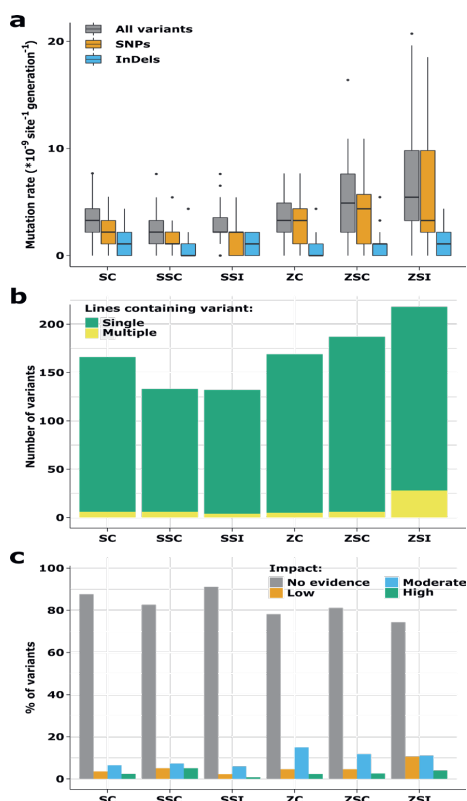 a
All variants
SNPs
InDels
Mutation rate (*10⁻⁹ site⁻¹ generation⁻¹)
20
10
0
SC SSC SSI ZC ZSC ZSI
b
Lines containing variant:
Single
Multiple
Number of variants
200
150
100
50
0
SC SSC SSI ZC ZSC ZSI
c
Impact:
No evidence Moderate
Low High
% of variants
100
80
60
40
20
0
SC SSC SSI ZC ZSC ZSI